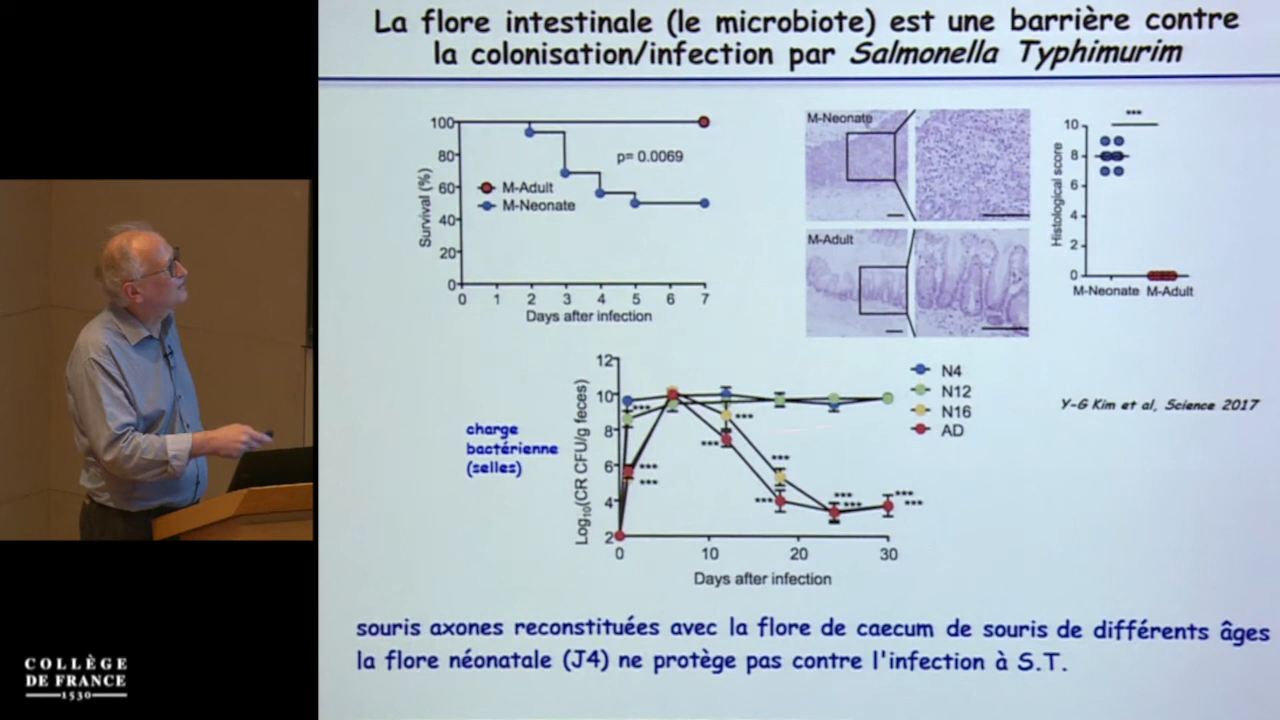 La flore intestinale (le microbiote) est une barrière contre
la colonisation/infection par Salmonella Typhimurim
100
80
60
40
20
0
Survival (%)
p= 0.0069
M-Adult
M-Neonate
0 1 2 3 4 5 6 7
Days after infection
M-Neonate
M-Adult
***
10
8
6
4
2
0
Histological score
M-Neonate M-Adult
charge
bactérienne
(selles)
12
10
8
6
4
2
Log10(CR CFU/g feces)
***
***
***
***
***
***
***
***
***
***
***
0 10 20 30
Days after infection
N4
N12
N16
AD
Y-G Kim et al, Science 2017
souris axones reconstituées avec la flore de caecum de souris de différents âges
la flore néonatale (J4) ne protège pas contre l'infection à S.T.
COLLÈGE
DE FRANCE
1530